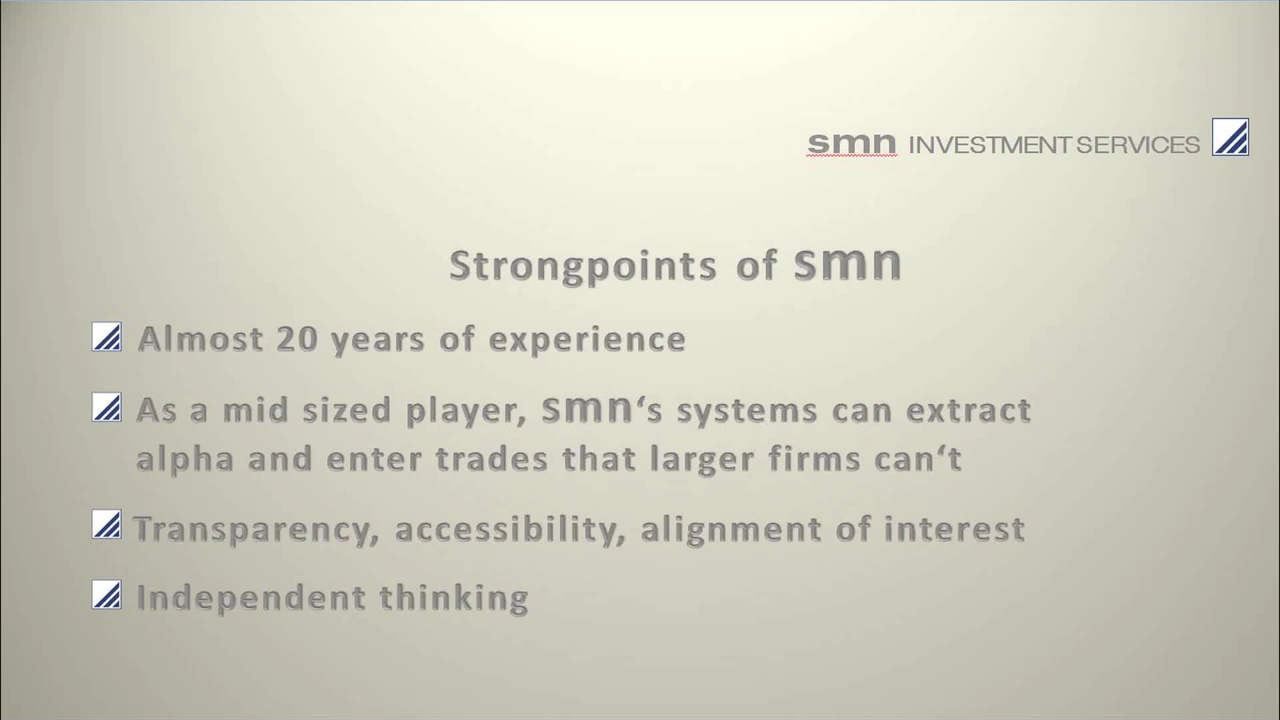 smn INVESTMENT SERVICES
Strongpoints of smn
Almost 20 years of experience
As a mid sized player, smn‘s systems can extract
alpha and enter trades that larger firms can‘t
Transparency, accessibility, alignment of interest
Independent thinking